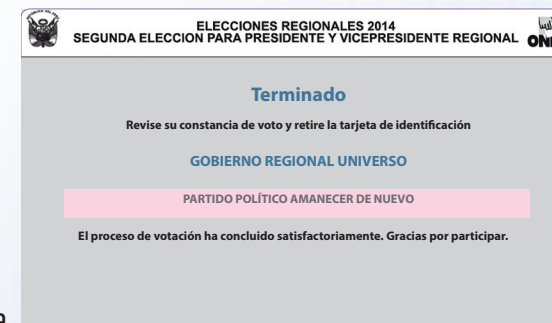 ELECCIONES REGIONALES 2014
SEGUNDA ELECCION PARA PRESIDENTE Y VICEPRESIDENTE REGIONAL
Terminado
Revise su constancia de voto y retire la tarjeta de identificación
GOBIERNO REGIONAL UNIVERSO
PARTIDO POLÍTICO AMANECER DE NUEVO
El proceso de votación ha concluido satisfactoriamente. Gracias por participar.